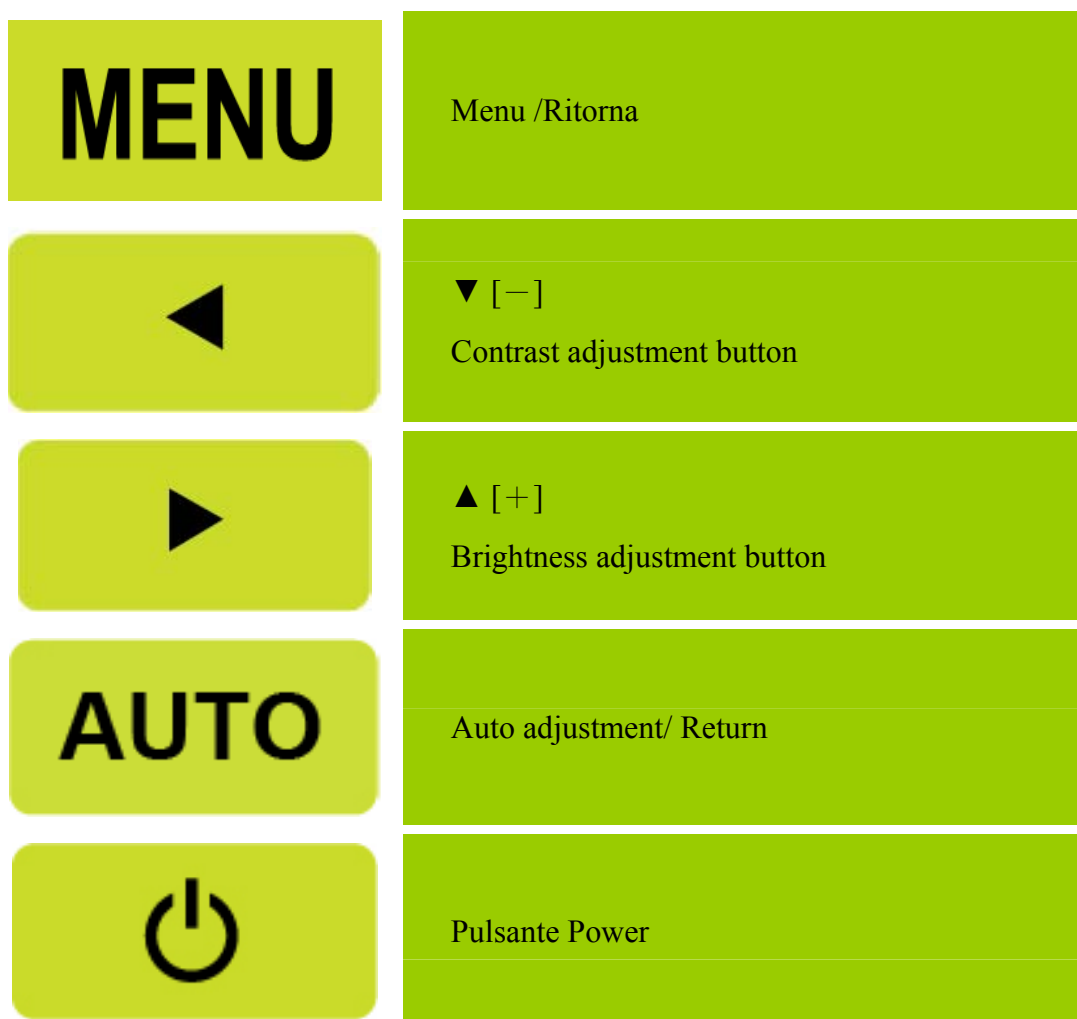 MENU
Menu /Ritorna
◀
▼ [－]
Contrast adjustment button
▶
▲ [＋]
Brightness adjustment button
AUTO
Auto adjustment/ Return
Pulsante Power